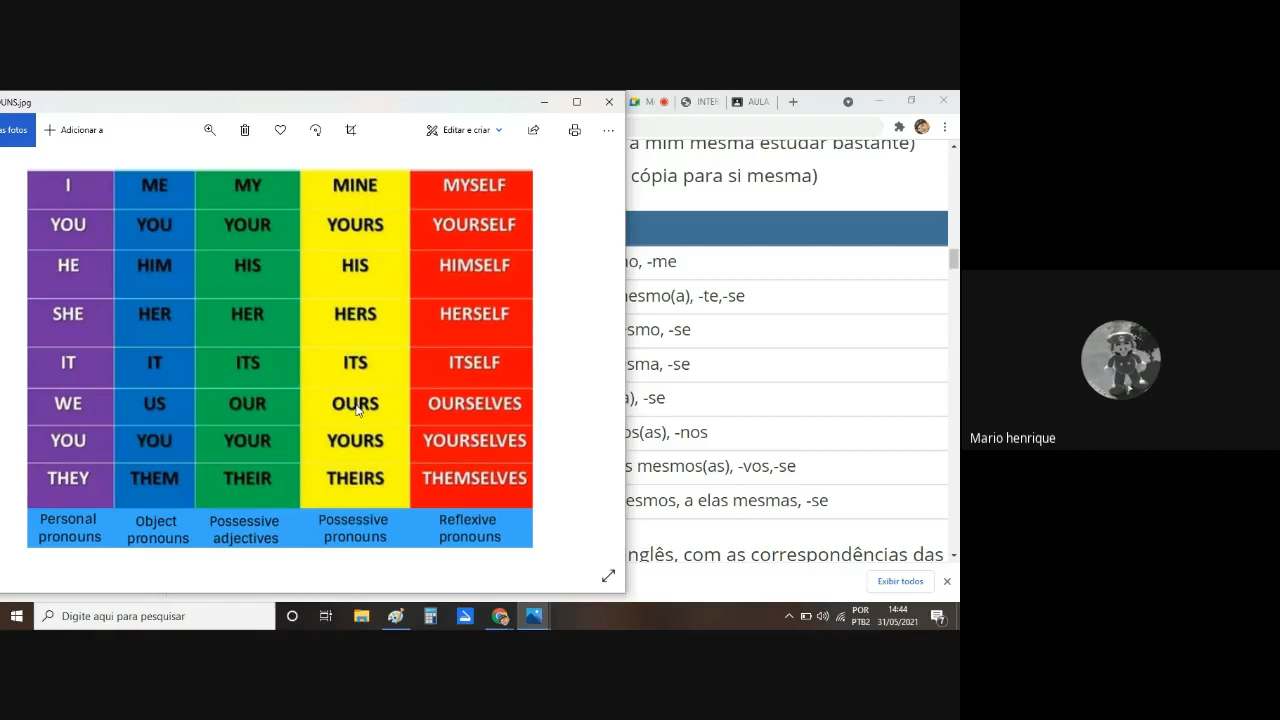 UNS.jpg
INTER
AULA
as fotos
Adicionar a
Editar e criar
I ME MY MINE MYSELF
YOU YOU YOUR YOURS YOURSELF
HE HIM HIS HIS HIMSELF
SHE HER HER HERS HERSELF
IT IT ITS ITS ITSELF
WE US OUR OURS OURSELVES
YOU YOU YOUR YOURS YOURSELVES
THEY THEM THEIR THEIRS THEMSELVES
Personal pronouns
Object pronouns
Possessive adjectives
Possessive pronouns
Reflexive pronouns
a mim mesma estudar bastante)
cópia para si mesma)
o, -me
esmo(a), -te,-se
smo, -se
sma, -se
a), -se
os(as), -nos
s mesmos(as), -vos,-se
esmos, a elas mesmas, -se
nglês, com as correspondências das
Exibir todos
Mario henrique
Digite aqui para pesquisar
POR
PTB2
14:44
31/05/2021
7